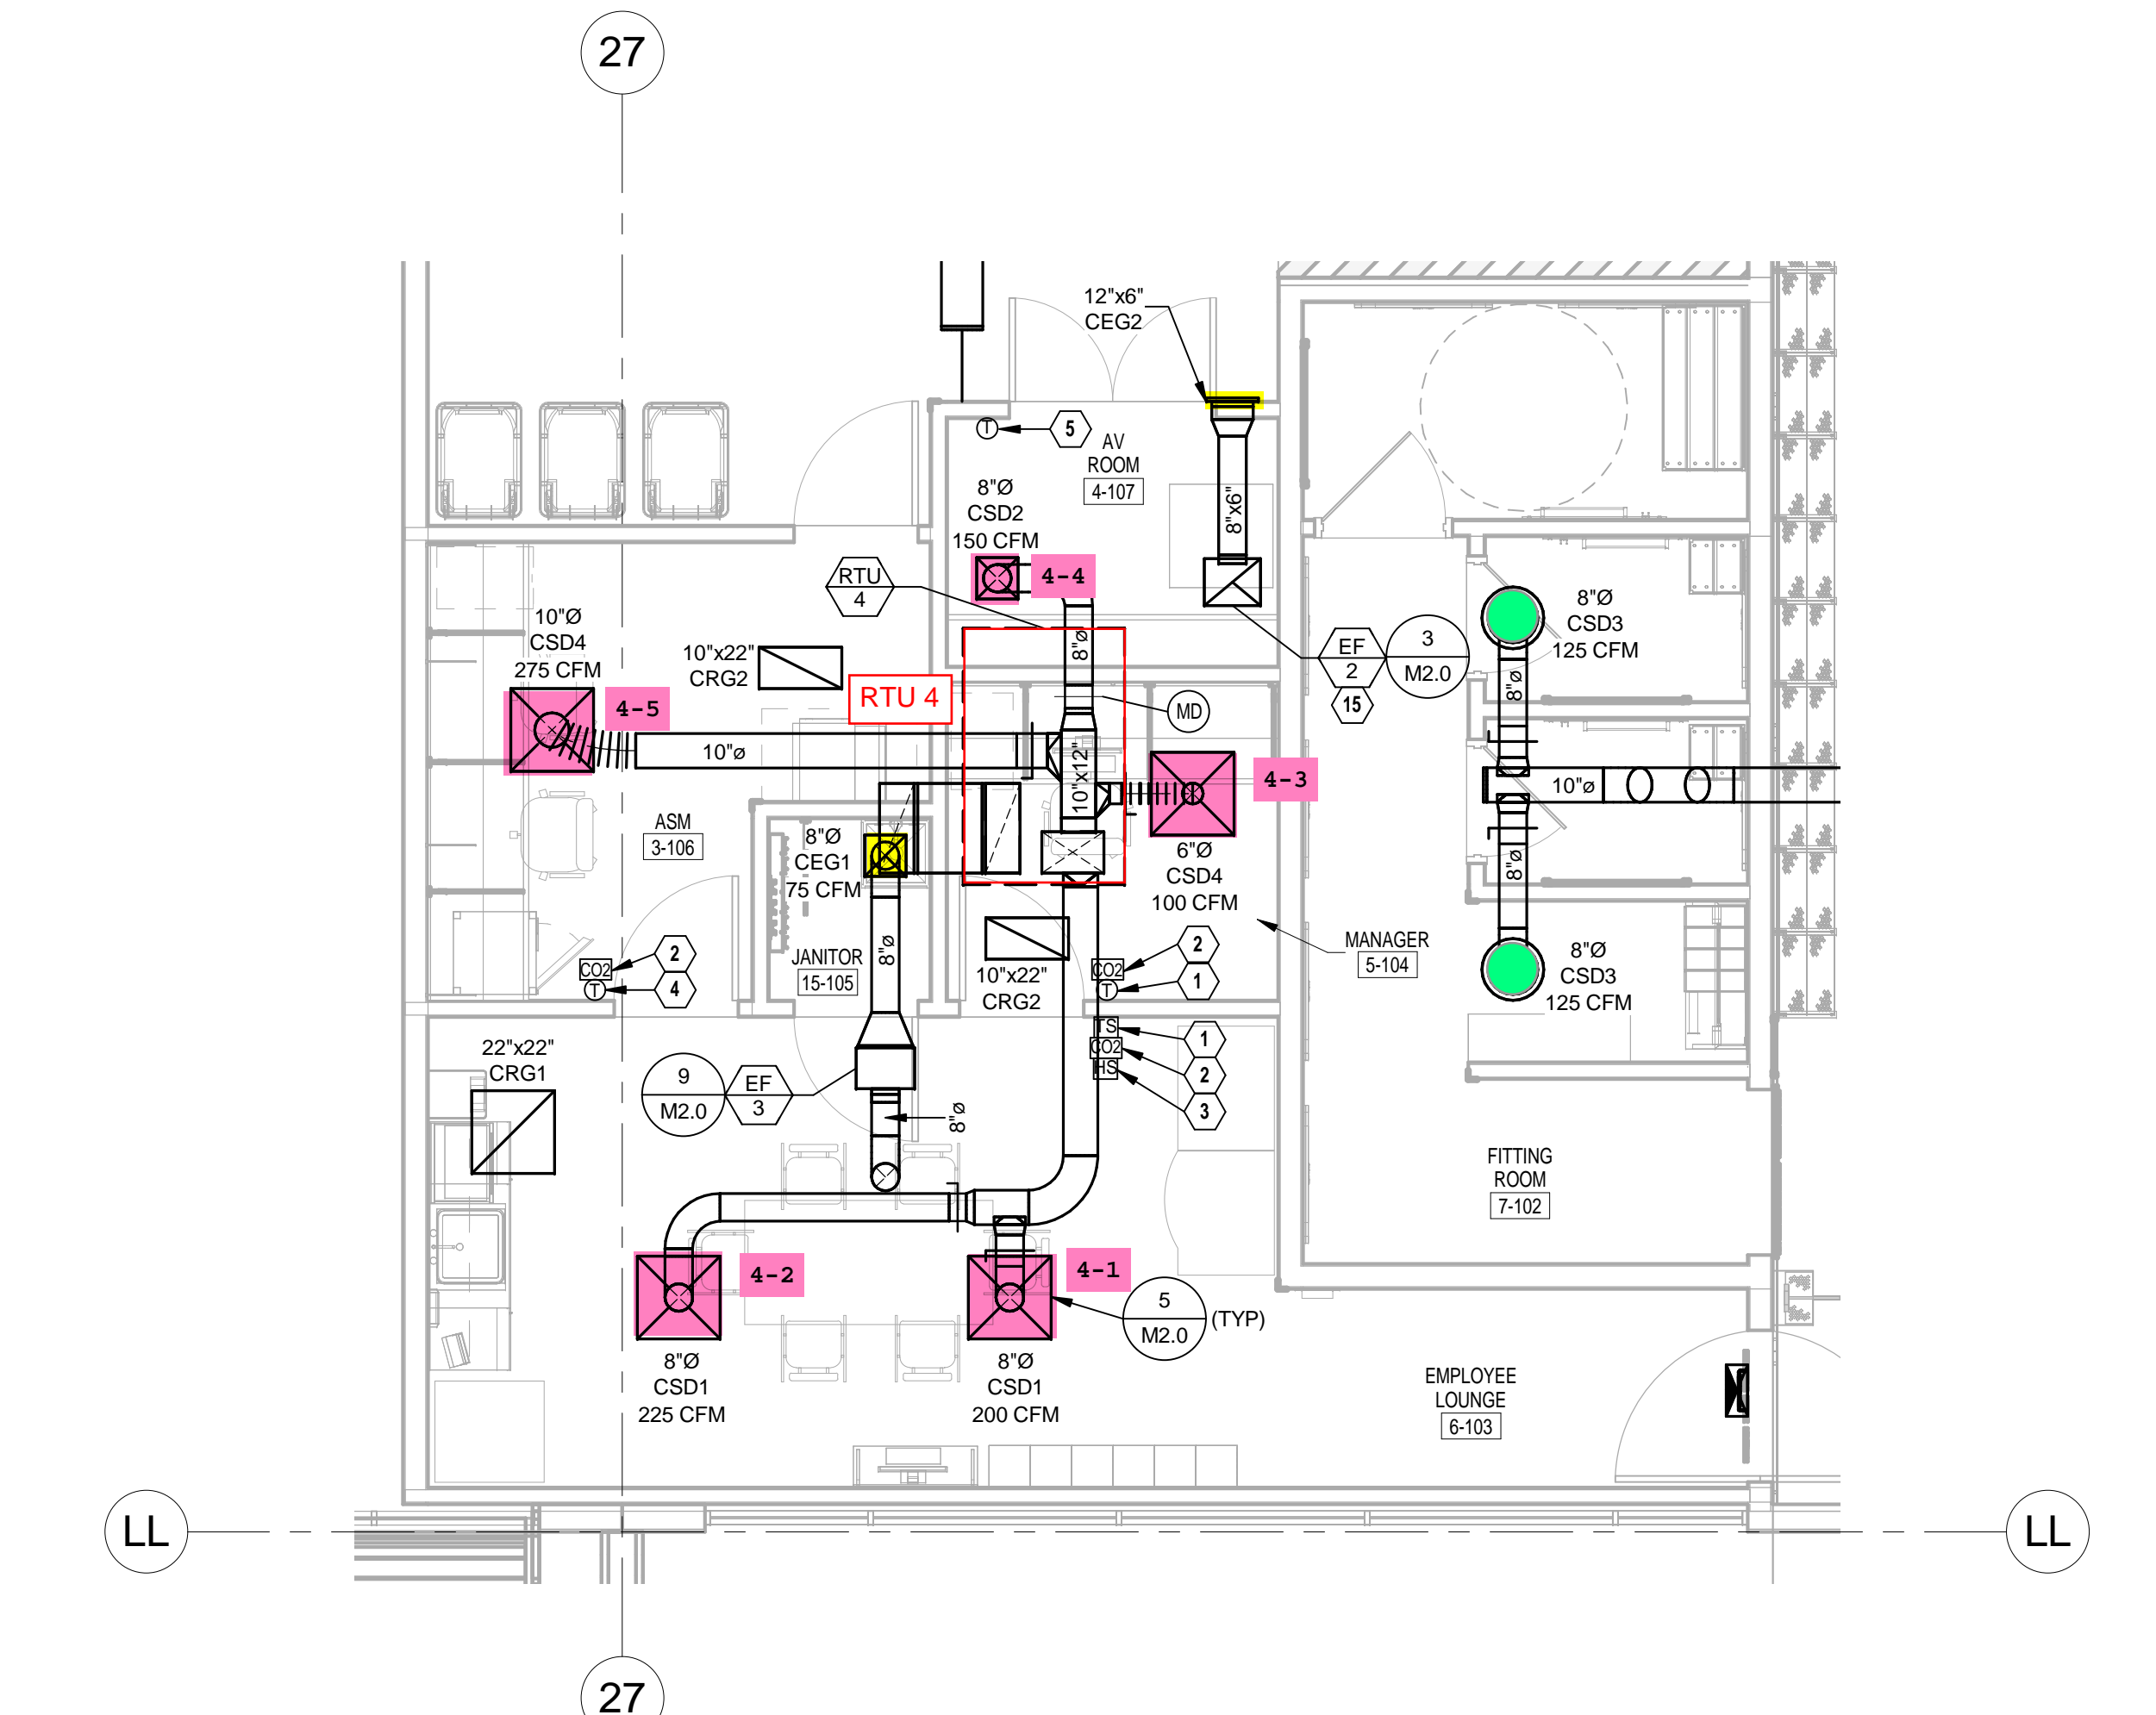 27
12"x6"
CEG2
T
5
AV
ROOM
4-107
8"Ø
CSD2
150 CFM
4-4
8"x6"
RTU
4
8"ø
10"Ø
CSD4
275 CFM
4-5
10"x22"
CRG2
RTU 4
MD
EF
2
15
3
M2.0
8"Ø
CSD3
125 CFM
8"ø
10"ø
10"x12"
4-3
10"ø
ASM
3-106
8"Ø
CEG1
75 CFM
6"Ø
CSD4
100 CFM
8"ø
MANAGER
5-104
8"Ø
CSD3
125 CFM
CO2
2
T
4
JANITOR
15-105
8"ø
10"x22"
CRG2
CO2
2
T
1
TS
1
CO2
2
HS
3
22"x22"
CRG1
9
M2.0
EF
3
8"ø
FITTING
ROOM
7-102
4-2
4-1
5
M2.0
(TYP)
8"Ø
CSD1
225 CFM
8"Ø
CSD1
200 CFM
EMPLOYEE
LOUNGE
6-103
LL
LL
27